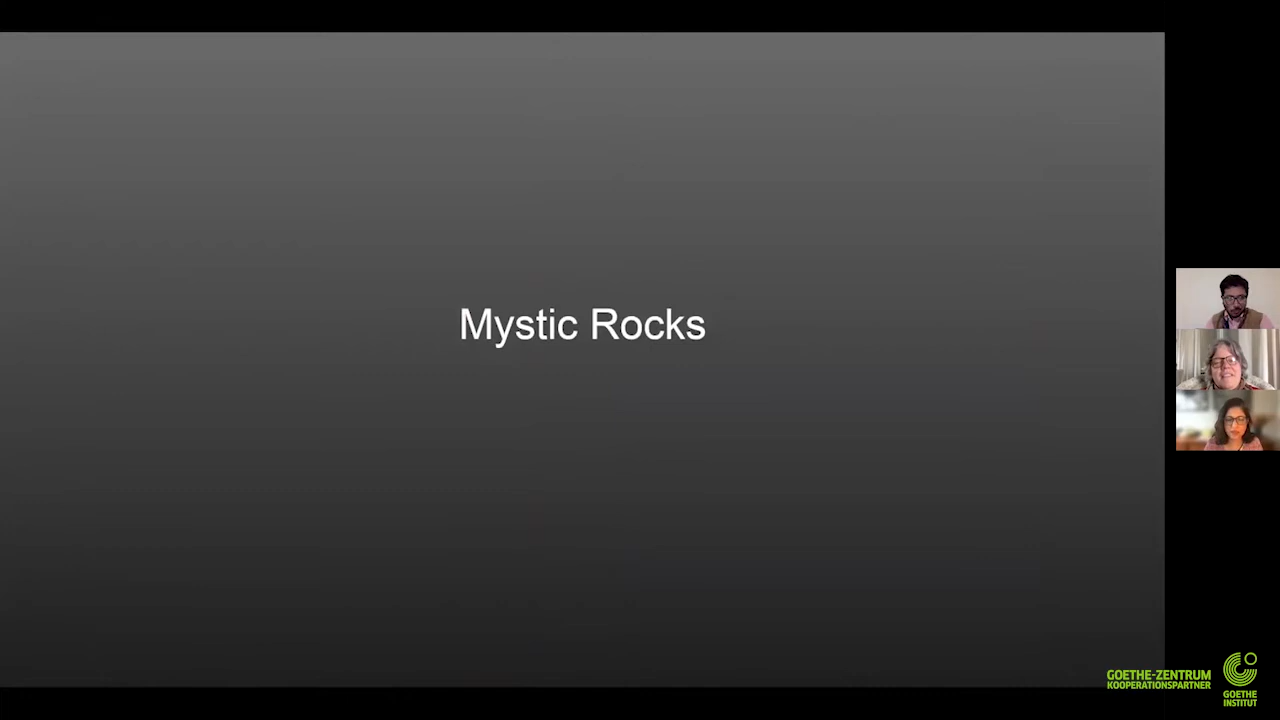 Mystic Rocks
GOETHE-ZENTRUM
KOOPERATIONSPARTNER
GOETHE
INSTITUT